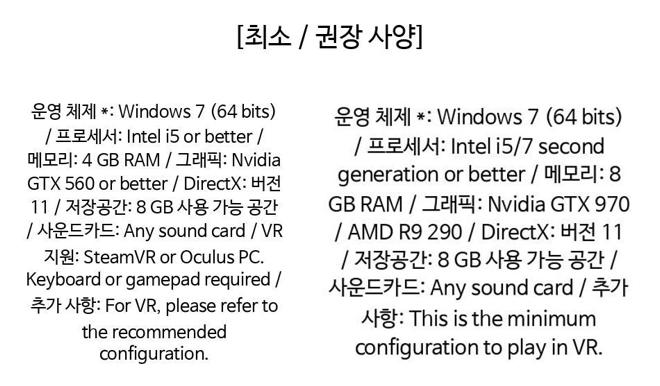 [최소 / 권장 사양]
운영 체제 *: Windows 7 (64 bits)
/ 프로세서: Intel i5 or better /
메모리: 4 GB RAM / 그래픽: Nvidia
GTX 560 or better / DirectX: 버전
11 / 저장공간: 8 GB 사용 가능 공간
/ 사운드카드: Any sound card / VR
지원: SteamVR or Oculus PC.
Keyboard or gamepad required /
추가 사항: For VR, please refer to
the recommended
configuration.
운영 체제 *: Windows 7 (64 bits)
/ 프로세서: Intel i5/7 second
generation or better / 메모리: 8
GB RAM / 그래픽: Nvidia GTX 970
/ AMD R9 290 / DirectX: 버전 11
/ 저장공간: 8 GB 사용 가능 공간 /
사운드카드: Any sound card / 추가
사항: This is the minimum
configuration to play in VR.